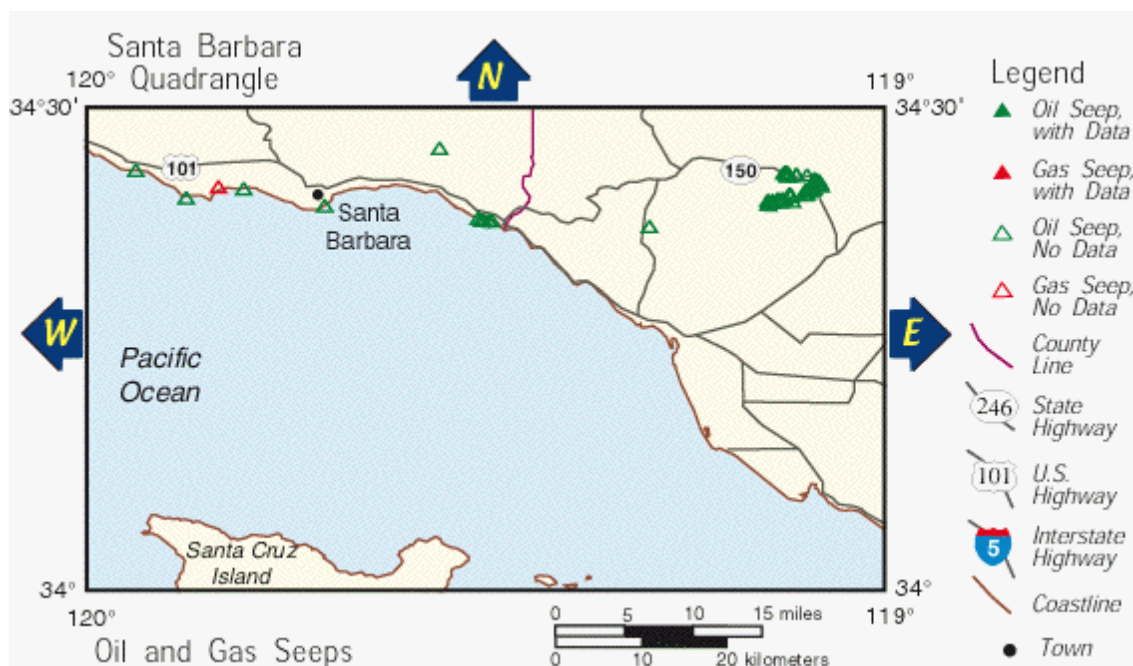 Santa Barbara
Quadrangle
120°
N
119°
34°30'
34°30'
101
150
Santa
Barbara
W
E
Pacific
Ocean
Santa Cruz
Island
34°
34°
120°
119°
0 5 10 15 miles
0 10 20 kilometers
Oil and Gas Seeps
Legend
Oil Seep,
with Data
Gas Seep,
with Data
Oil Seep,
No Data
Gas Seep,
No Data
County
Line
246
State
Highway
101
U.S.
Highway
5
Interstate
Highway
Coastline
Town